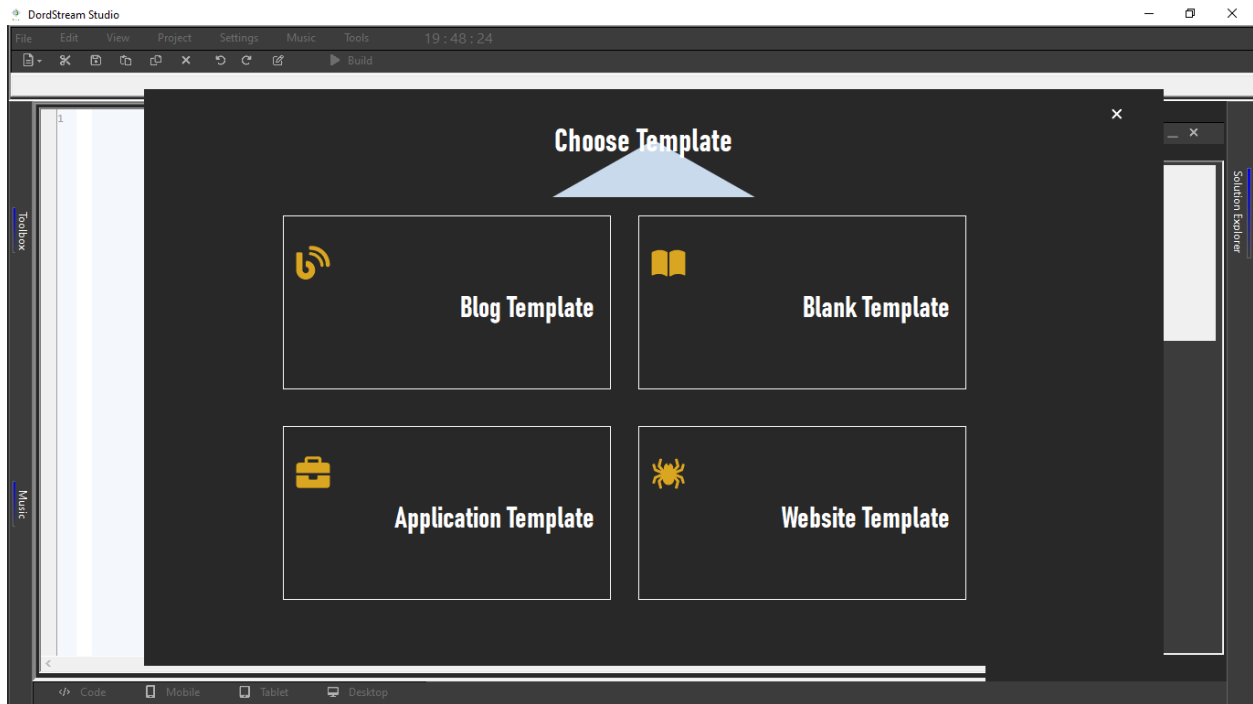 DordStream Studio
File Edit View Project Settings Music Tools 19:48:24
Build
1
Choose Template
Toolbox
Solution Explorer
Blog Template
Blank Template
Music
Application Template
Website Template
Code Mobile Tablet Desktop